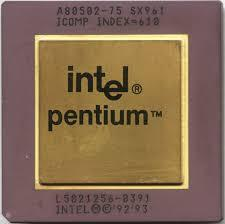 A80502-75 SX961
ICOMP INDEX=610
intel®
pentium™
L5021256-0391
INTEL Ⓜ©'92'93